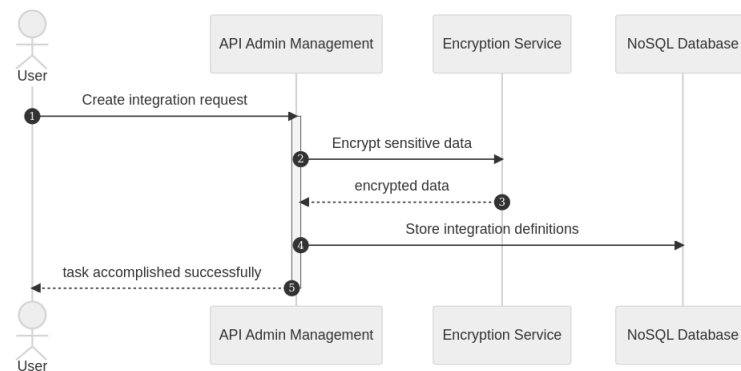 User
API Admin Management
Encryption Service
NoSQL Database
Create integration request
1
Encrypt sensitive data
2
encrypted data
3
Store integration definitions
4
task accomplished successfully
5
User
API Admin Management
Encryption Service
NoSQL Database